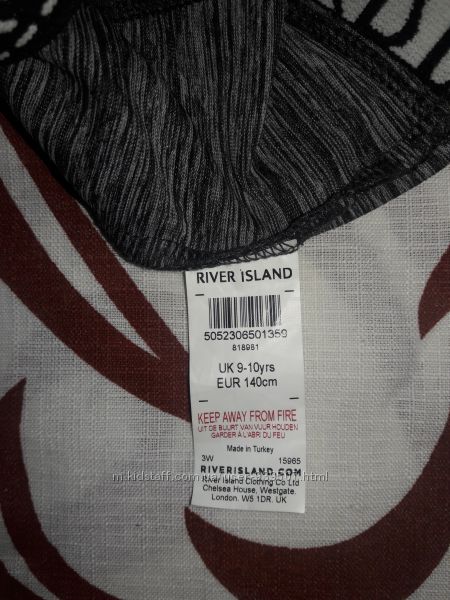 RIVER ISLAND
5052306501359
818981
UK 9-10yrs
EUR 140cm
KEEP AWAY FROM FIRE
UIT DE BUURT VAN VUUR HOUDEN
GARDER À L'ABRI DU FEU
Made in Turkey
3W 15965
RIVERISLAND.COM
River Island Clothing Co Ltd
Chelsea House, Westgate.
London. W5 1DR. UK